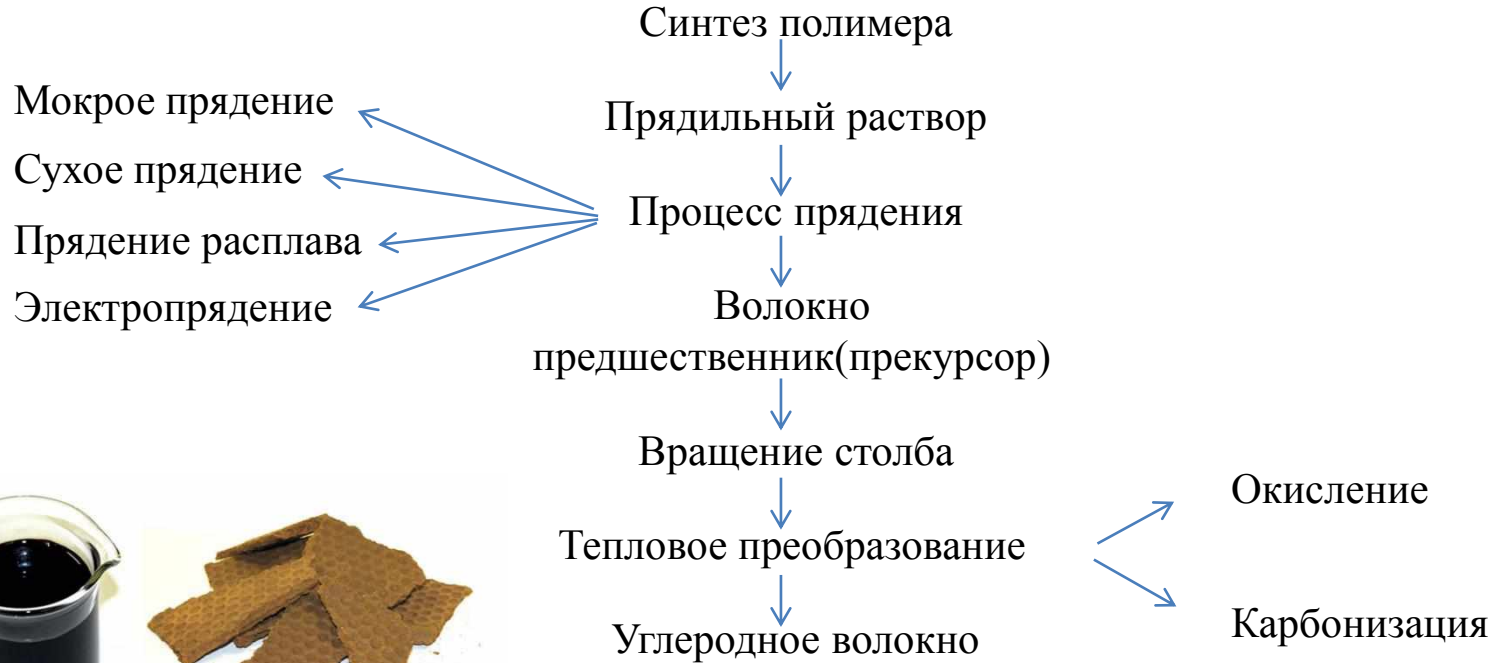 Синтез полимера
Мокрое прядение
Прядильный раствор
Сухое прядение
Процесс прядения
Прядение расплава
Электропрядение
Волокно
предшественник(прекурсор)
Вращение столба
Окисление
Тепловое преобразование
Карбонизация
Углеродное волокно